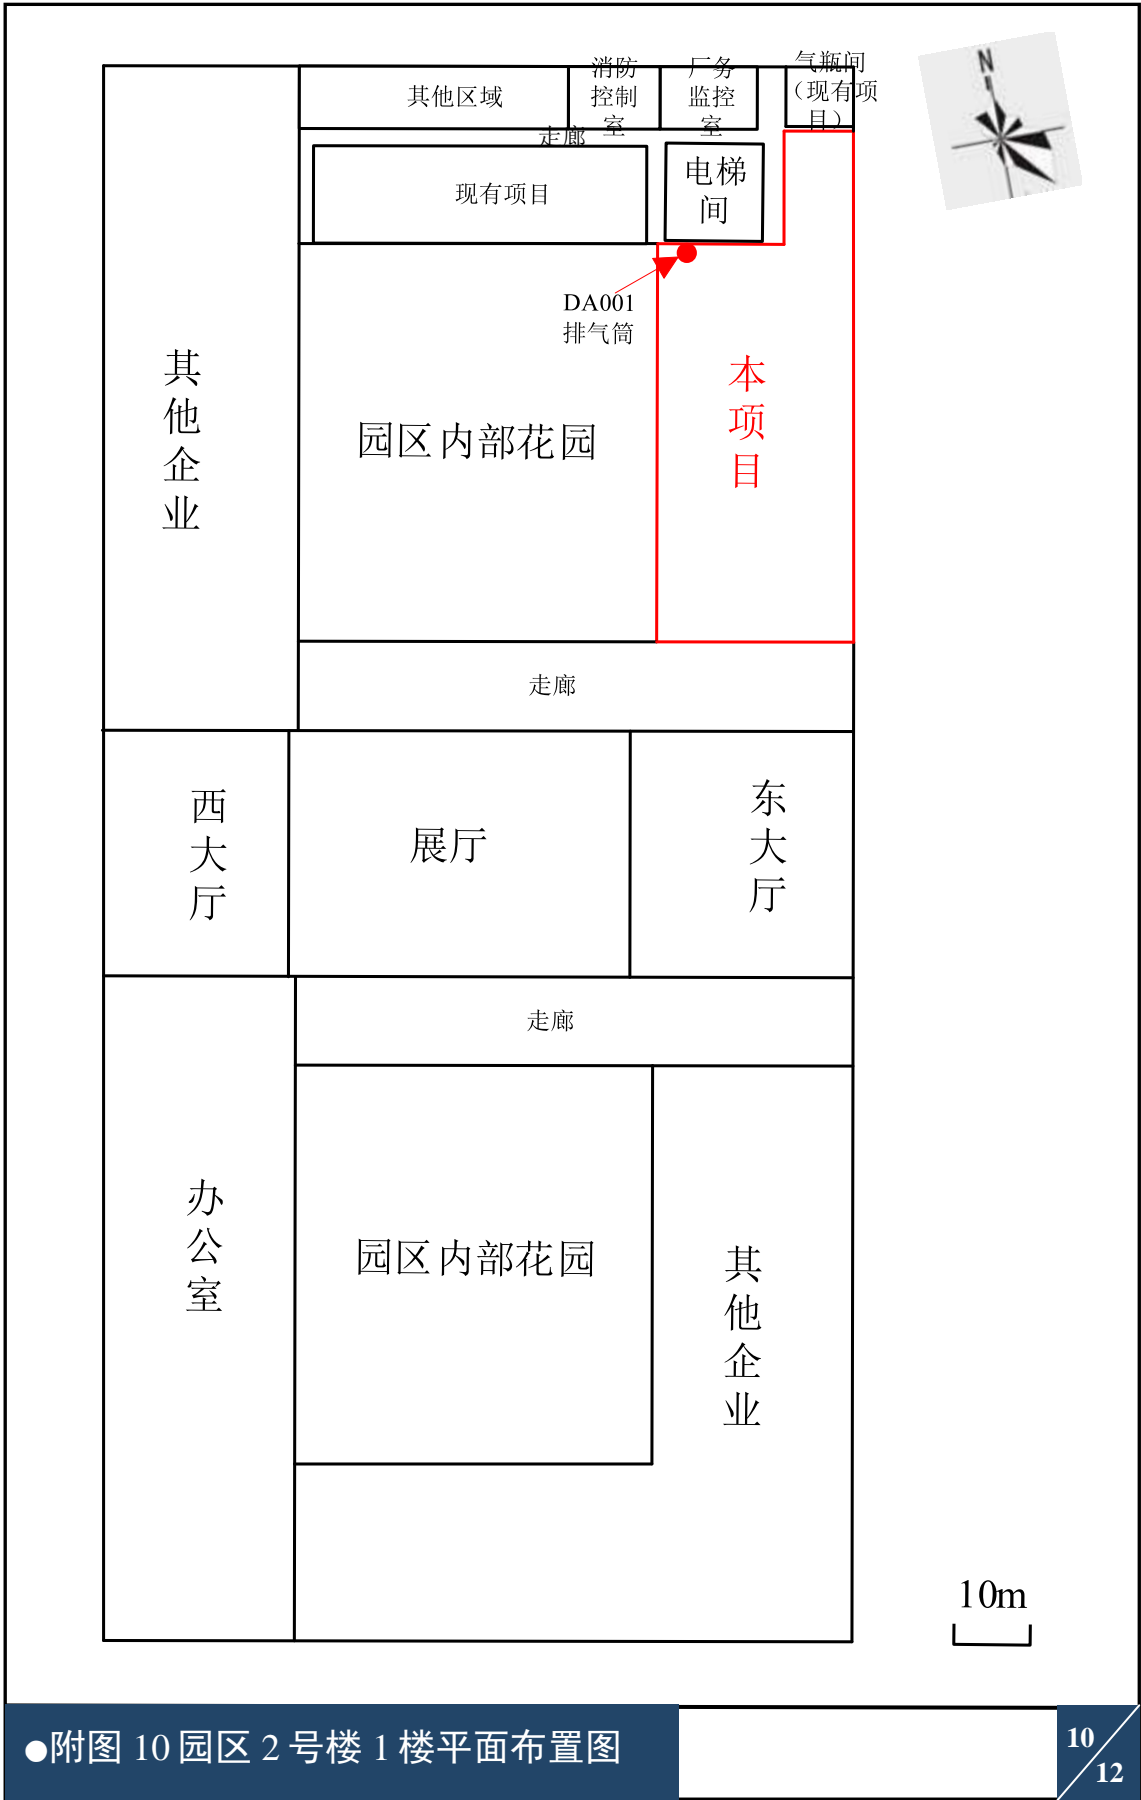 N
其他区域
消防
控制
室
厂务
监控
室
气瓶间
（现有项
目）
走廊
现有项目
电梯
间
DA001
排气筒
其
他
企
业
园区内部花园
本
项
目
走廊
西
大
厅
展厅
东
大
厅
走廊
办
公
室
园区内部花园
其
他
企
业
10m
●附图 10 园区 2 号楼 1 楼平面布置图
10
12